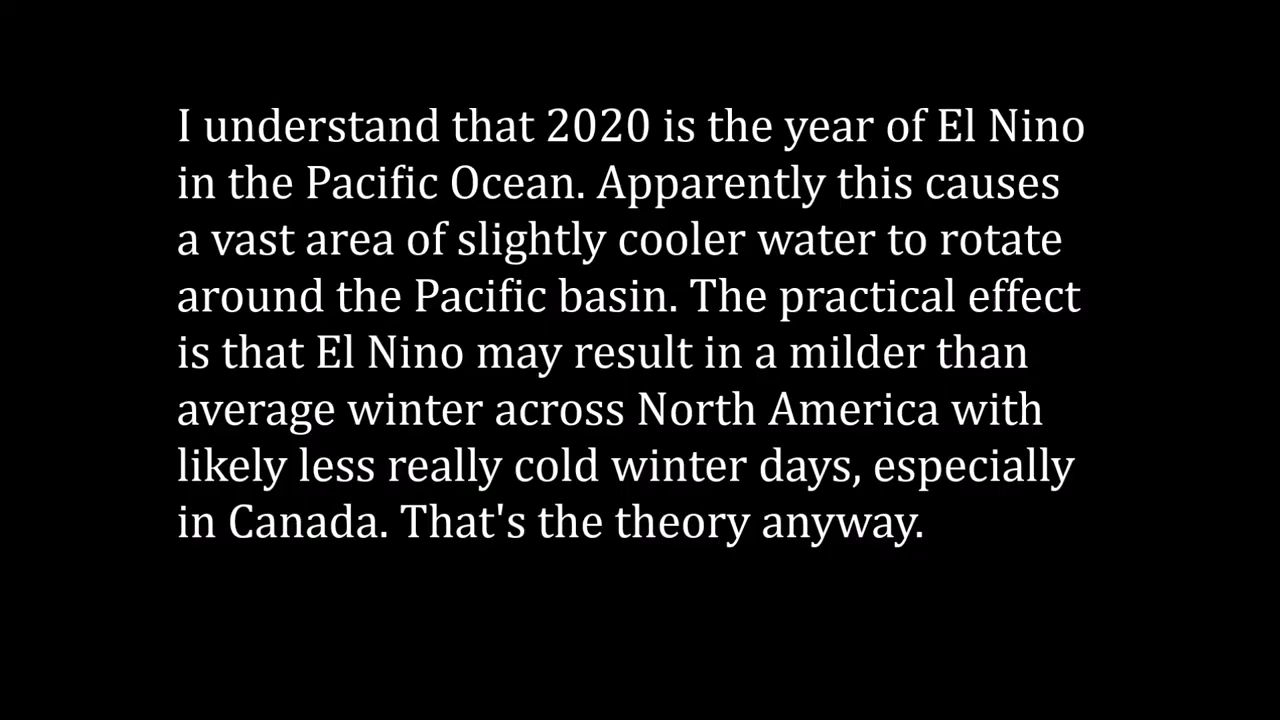 I understand that 2020 is the year of El Nino
in the Pacific Ocean. Apparently this causes
a vast area of slightly cooler water to rotate
around the Pacific basin. The practical effect
is that El Nino may result in a milder than
average winter across North America with
likely less really cold winter days, especially
in Canada. That's the theory anyway.